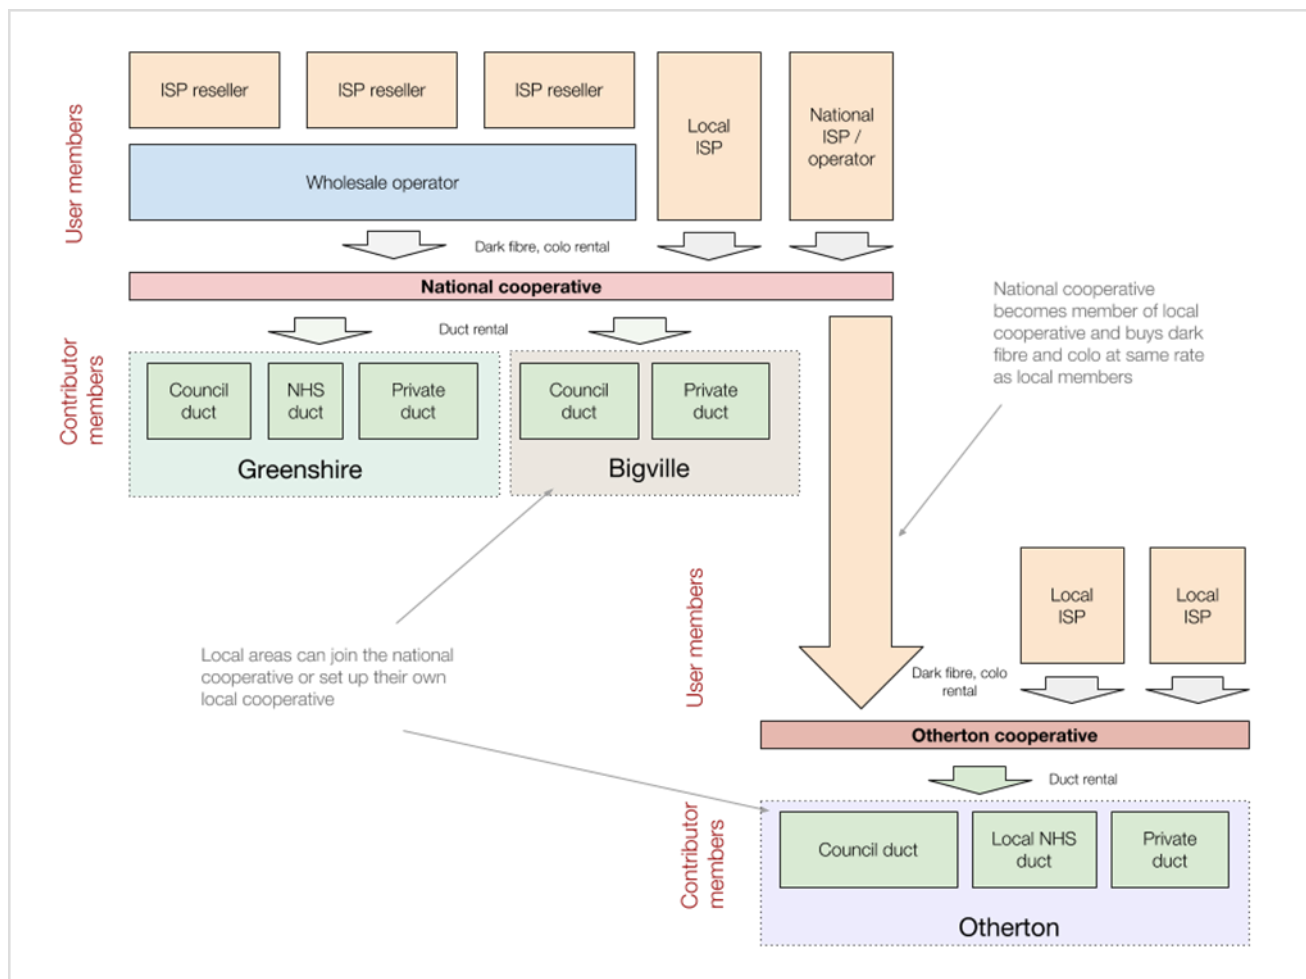 User members
ISP reseller
ISP reseller
ISP reseller
Local
ISP
National
ISP /
operator
Wholesale operator
Dark fibre, colo rental
National cooperative
Duct rental
Contributor
members
Council
duct
NHS
duct
Private
duct
Greenshire
Council
duct
Private
duct
Bigville
National cooperative
becomes member of local
cooperative and buys dark
fibre and colo at same rate
as local members
Local areas can join the national
cooperative or set up their own
local cooperative
User members
Local
ISP
Local
ISP
Dark fibre, colo
rental
Otherton cooperative
Duct rental
Contributor
members
Council duct
Local NHS
duct
Private
duct
Otherton